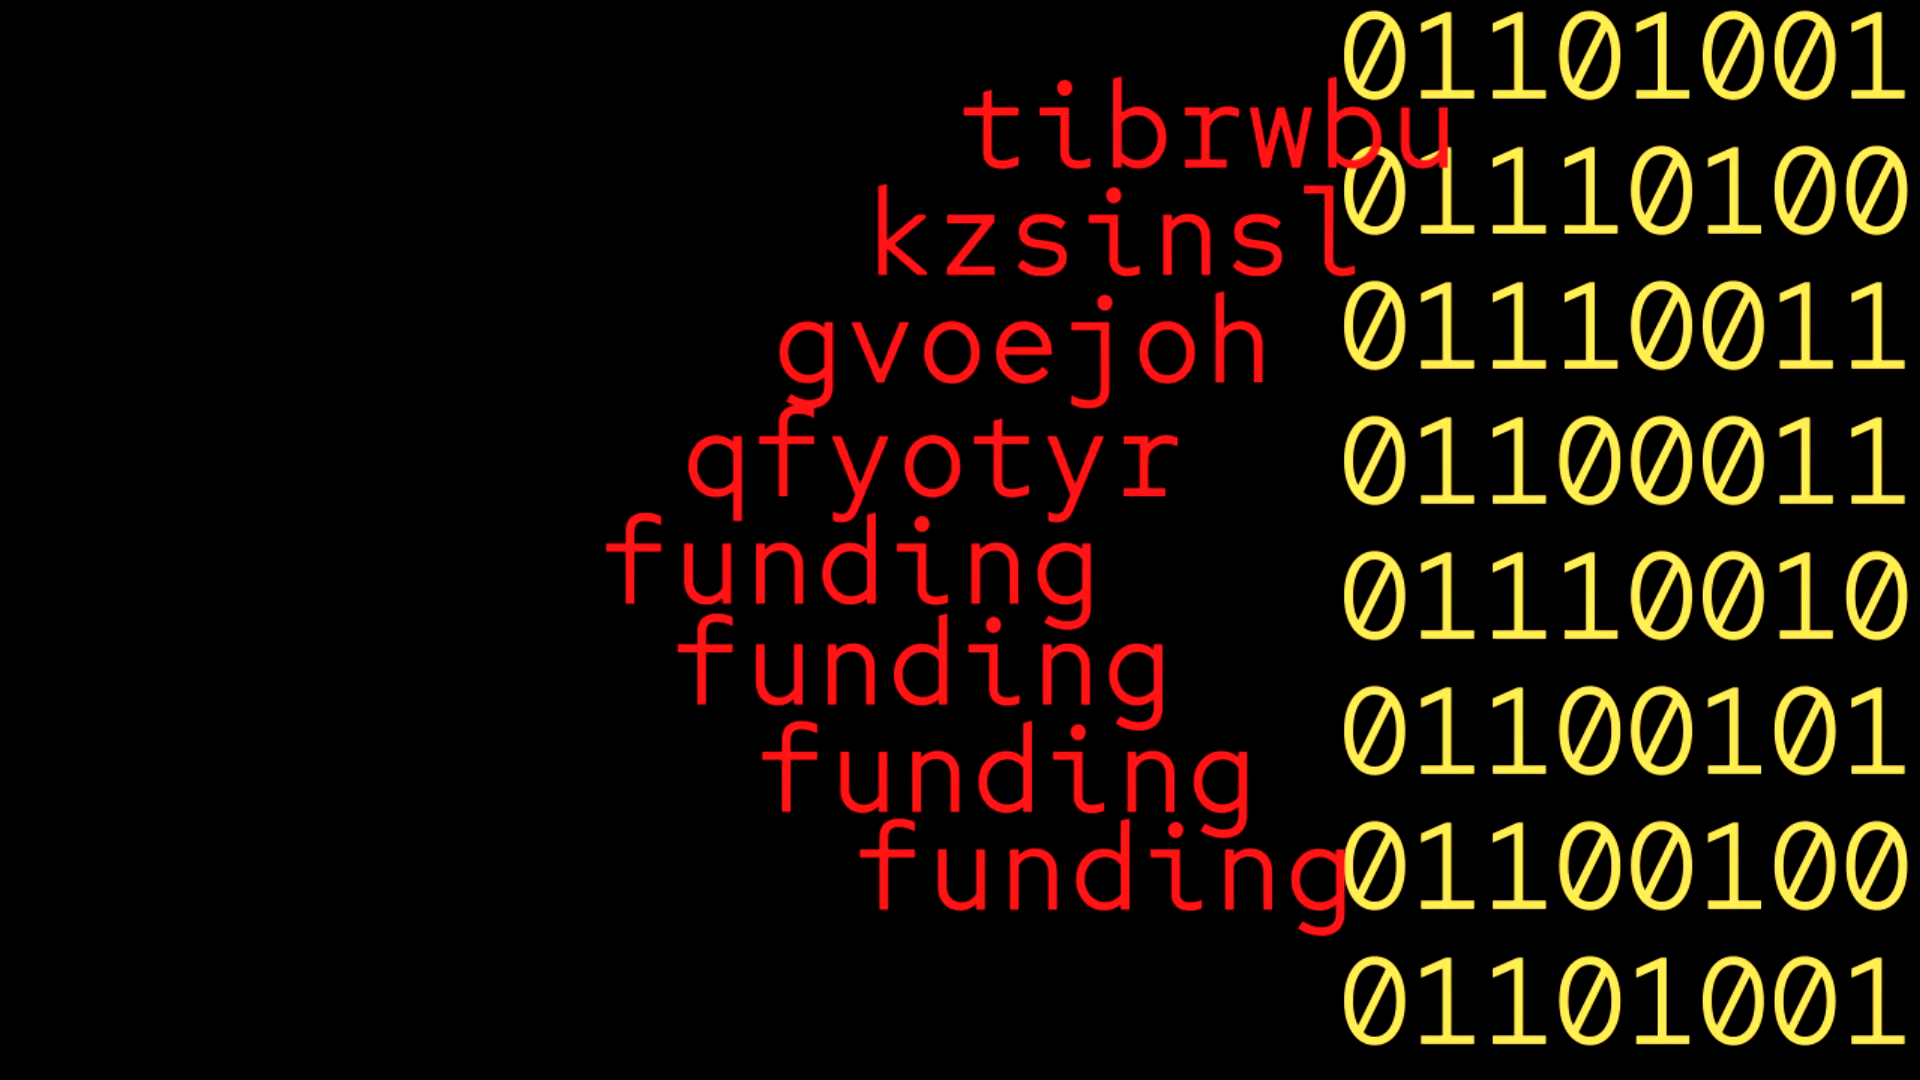 01101001
tibrwbu
01110100
kzsinsl
01110011
gvoejoh
01100011
qfyotyr
funding
01110010
funding
01100101
funding
01100100
funding
01101001